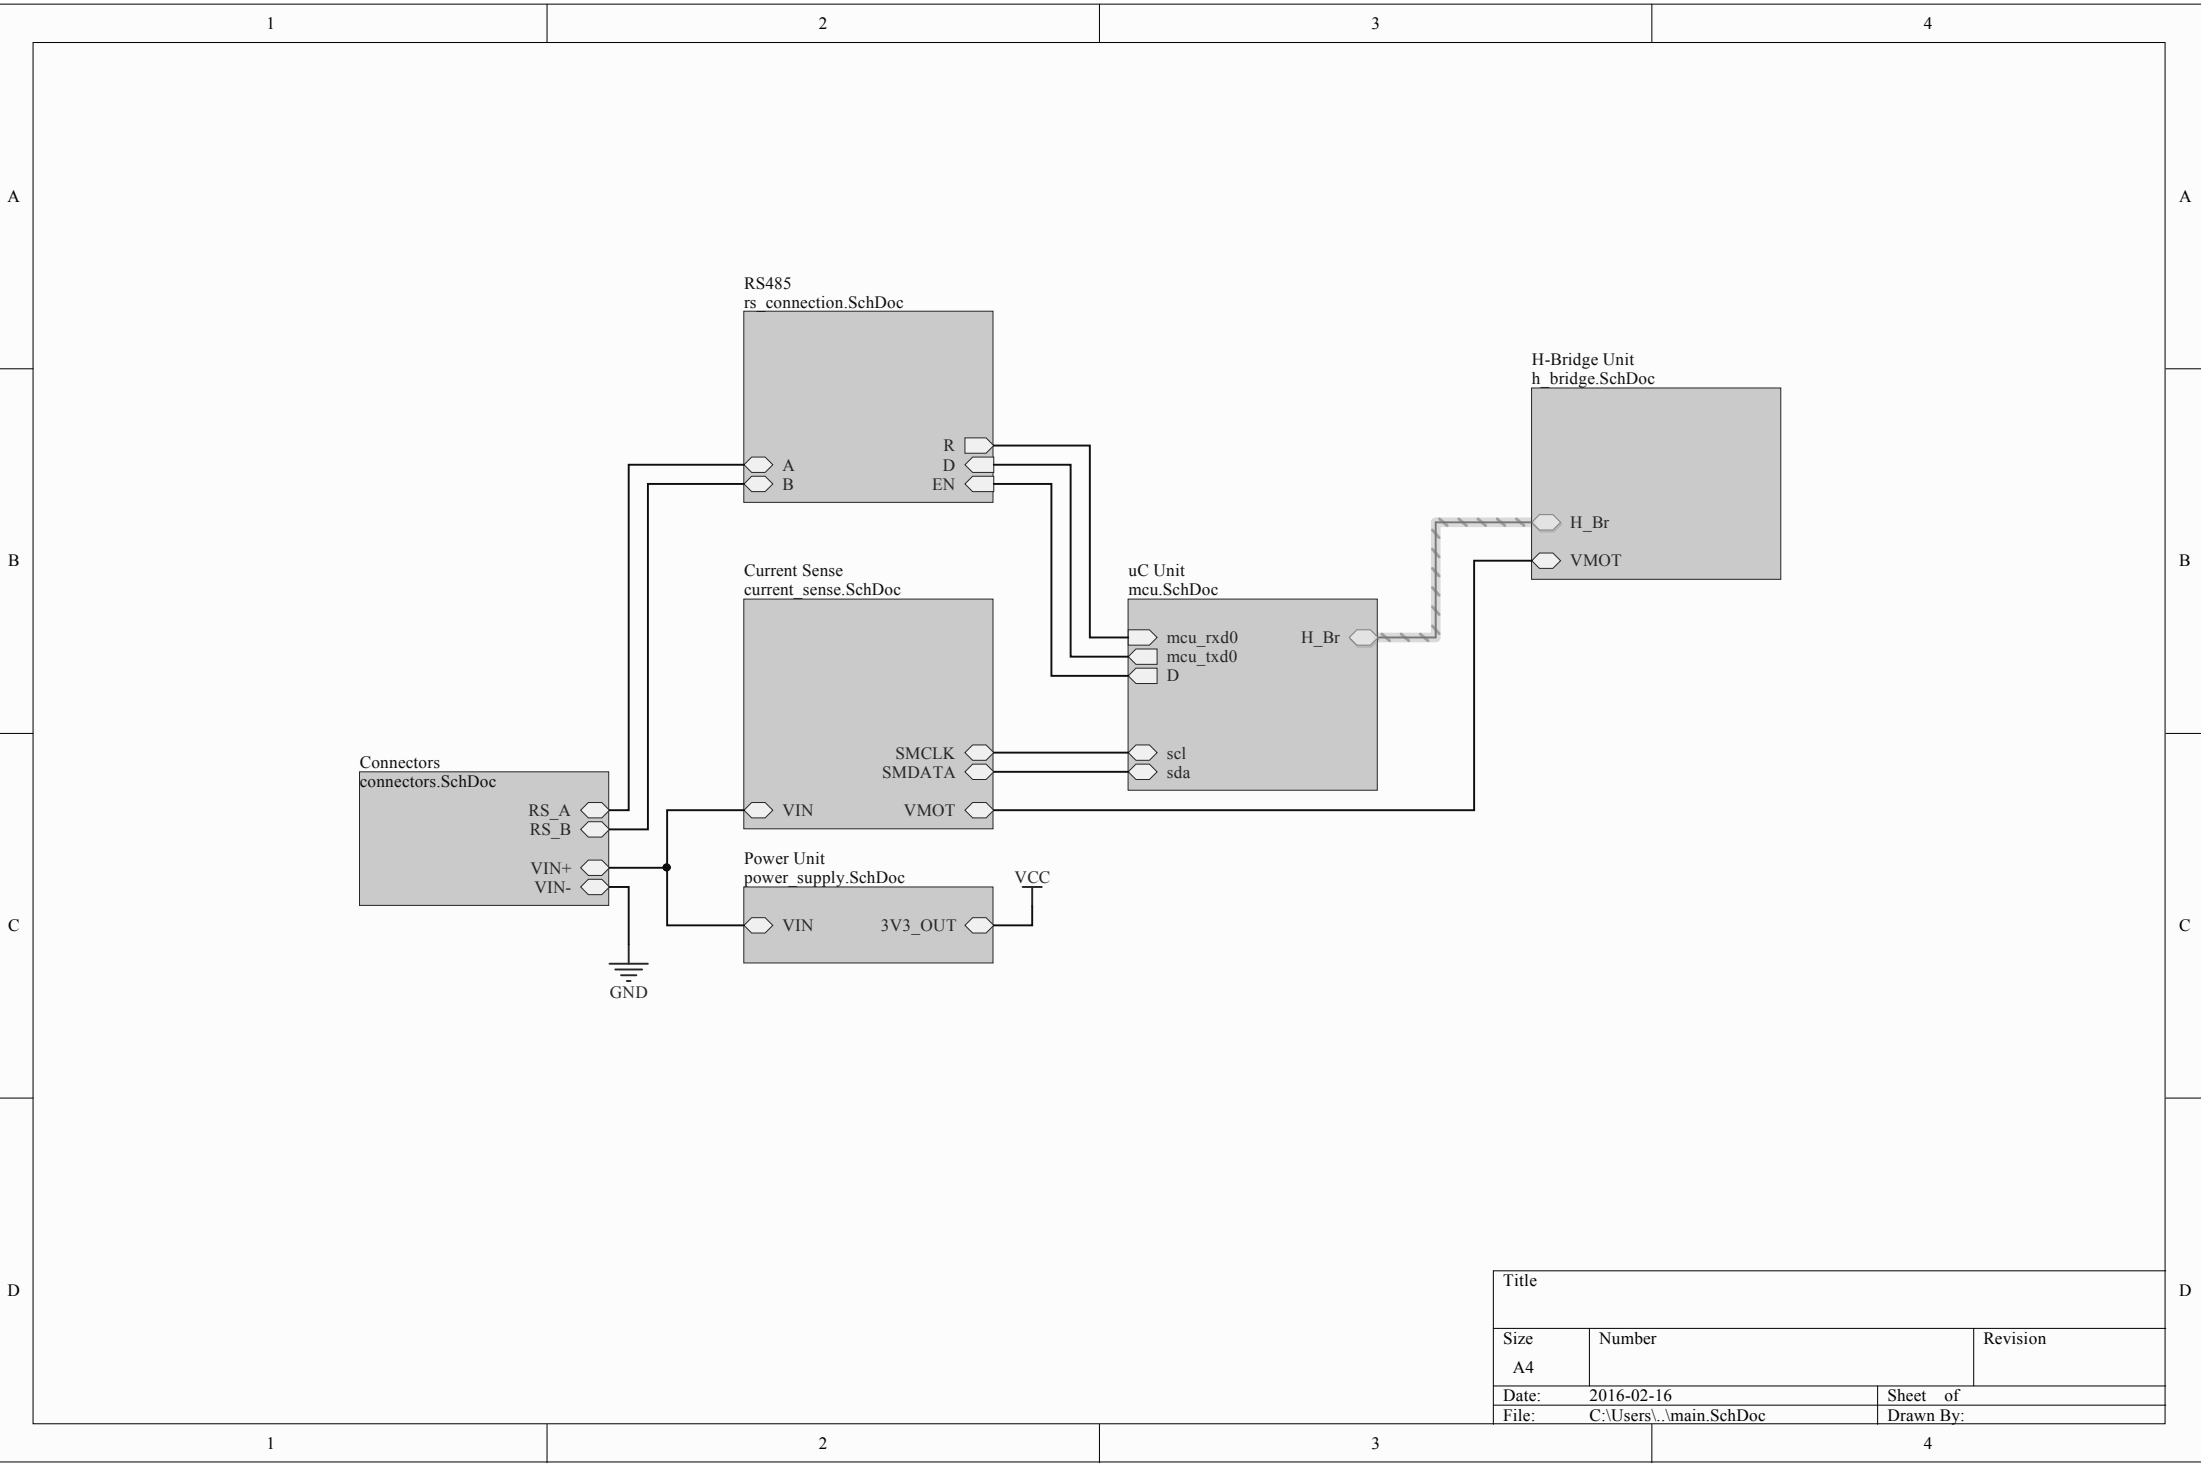 1 2 3 4
A A
RS485
rs_connection.SchDoc
H-Bridge Unit
h_bridge.SchDoc
R
A D
B EN
H_Br
B B
VMOT
Current Sense
current_sense.SchDoc
uC Unit
mcu.SchDoc
mcu_rxd0 H_Br
mcu_txd0
D
SMCLK scl
SMDATA sda
Connectors
connectors.SchDoc
RS_A VIN VMOT
RS_B
Power Unit
power_supply.SchDoc
VIN+
VIN-
VCC
C VIN 3V3_OUT C
GND
D D
Title
Size Number Revision
A4
Date: 2016-02-16 Sheet of
File: C:\Users\..\main.SchDoc Drawn By:
1 2 3 4